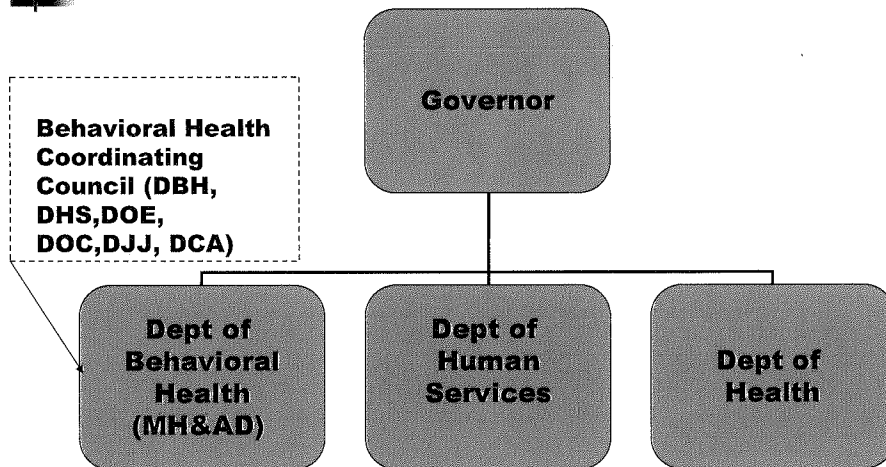 Governor
Behavioral Health
Coordinating
Council (DBH,
DHS,DOE,
DOC,DJJ, DCA)
Dept of
Behavioral
Health
(MH&AD)
Dept of
Human
Services
Dept of
Health